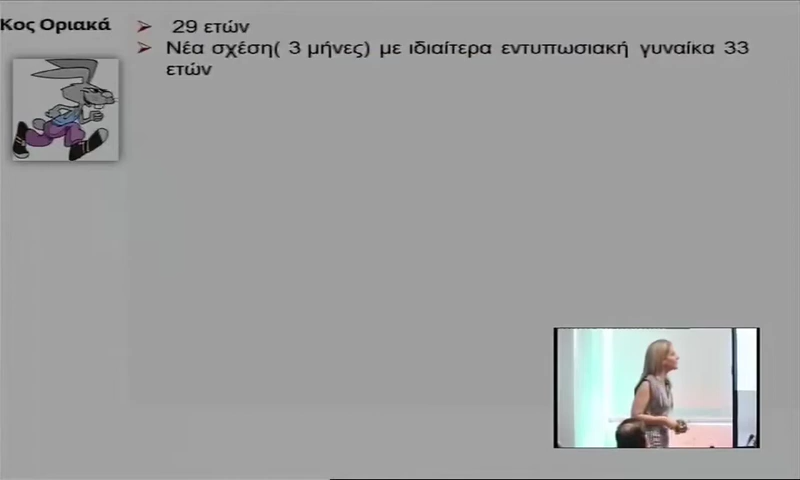 Κος Οριακά
➢ 29 ετών
➢ Νέα σχέση( 3 μήνες) με ιδιαίτερα εντυπωσιακή γυναίκα 33
ετών